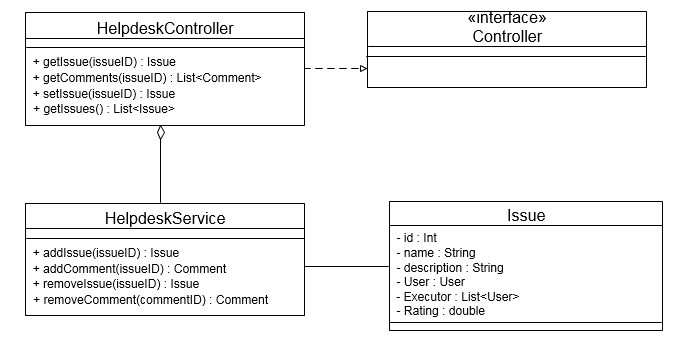 HelpdeskController
+ getIssue(issueID) : Issue
+ getComments(issueID) : List<Comment>
+ setIssue(issueID) : Issue
+ getIssues() : List<Issue>
«interface»
Controller
HelpdeskService
+ addIssue(issueID) : Issue
+ addComment(issueID) : Comment
+ removeIssue(issueID) : Issue
+ removeComment(commentID) : Comment
Issue
- id : Int
- name : String
- description : String
- User : User
- Executor : List<User>
- Rating : double